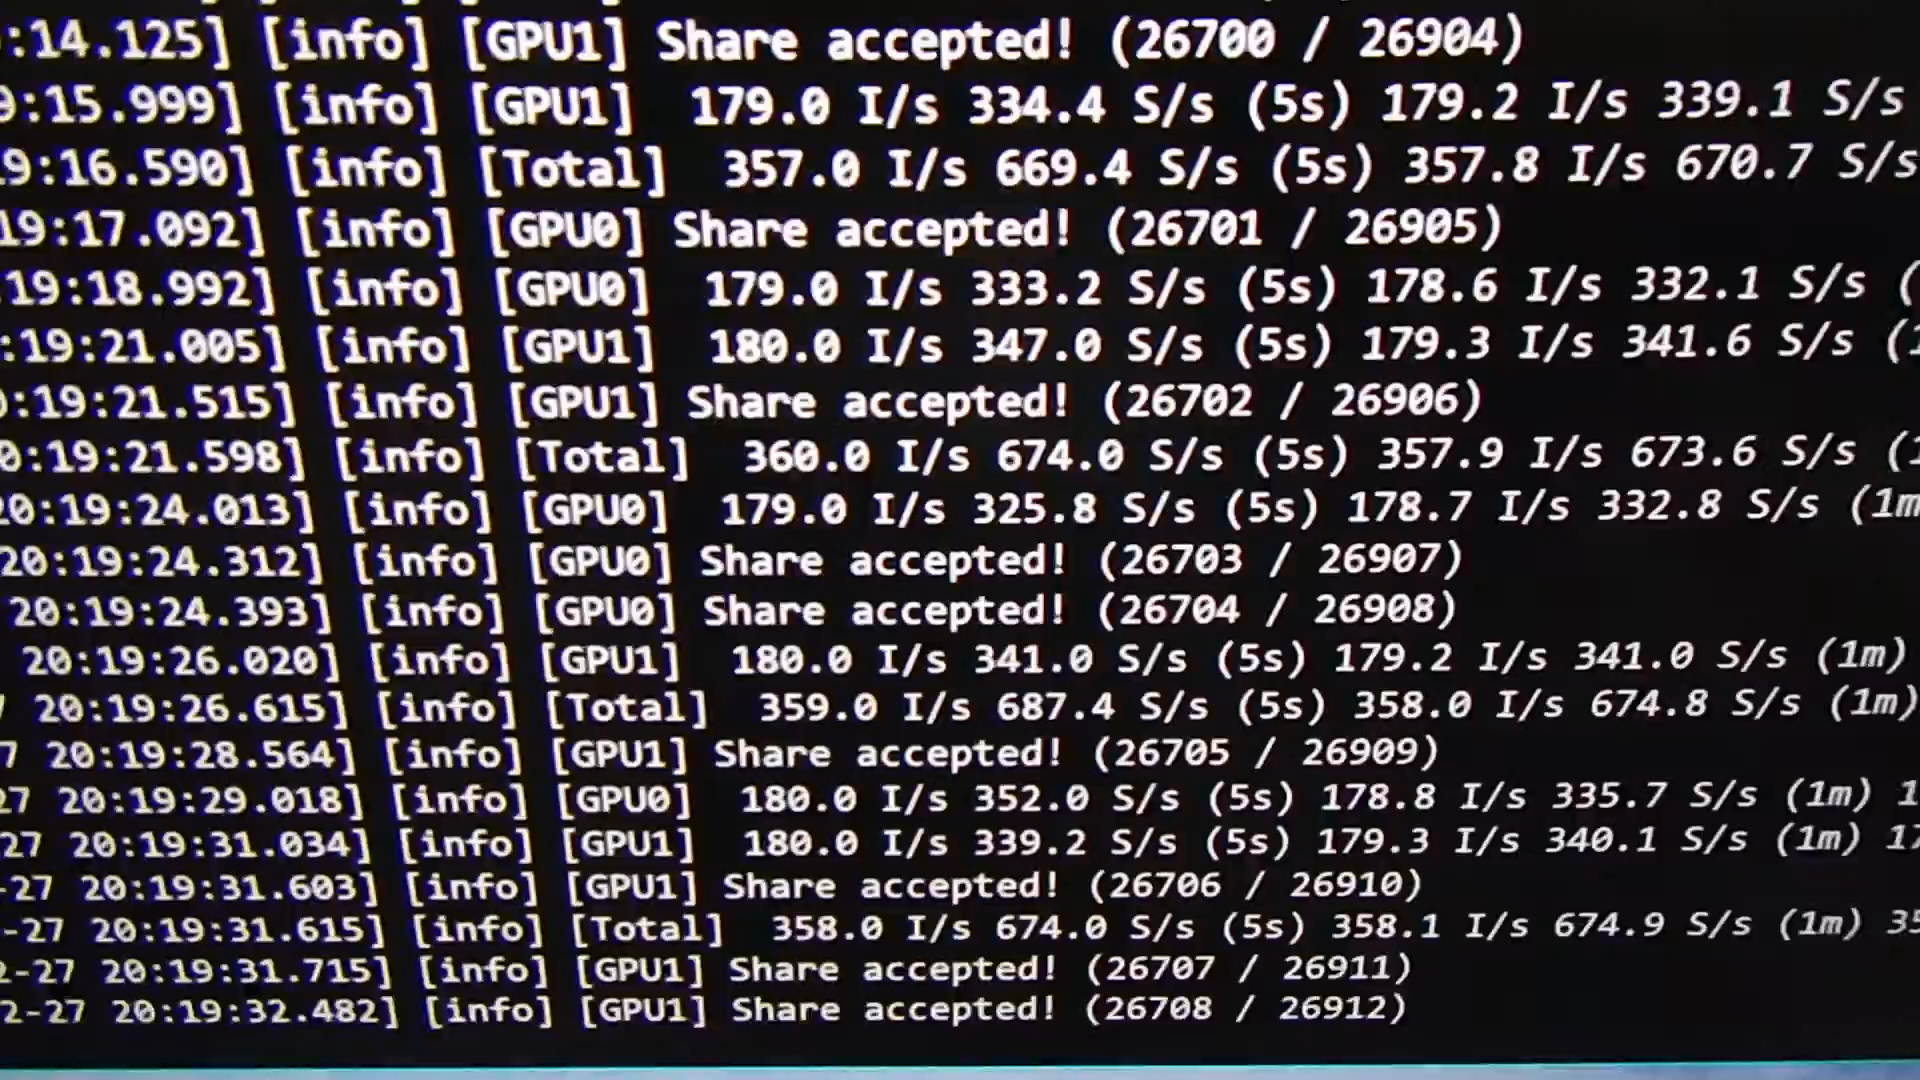 :14.125] [info] [GPU1] Share accepted! (26700 / 26904)
9:15.999] [info] [GPU1] 179.0 I/s 334.4 S/s (5s) 179.2 I/s 339.1 S/s
19:16.590] [info] [Total] 357.0 I/s 669.4 S/s (5s) 357.8 I/s 670.7 S/s
19:17.092] [info] [GPU0] Share accepted! (26701 / 26905)
:19:18.992] [info] [GPU0] 179.0 I/s 333.2 S/s (5s) 178.6 I/s 332.1 S/s (
:19:21.005] [info] [GPU1] 180.0 I/s 347.0 S/s (5s) 179.3 I/s 341.6 S/s (1
0:19:21.515] [info] [GPU1] Share accepted! (26702 / 26906)
0:19:21.598] [info] [Total] 360.0 I/s 674.0 S/s (5s) 357.9 I/s 673.6 S/s (1
20:19:24.013] [info] [GPU0] 179.0 I/s 325.8 S/s (5s) 178.7 I/s 332.8 S/s (1m
20:19:24.312] [info] [GPU0] Share accepted! (26703 / 26907)
20:19:24.393] [info] [GPU0] Share accepted! (26704 / 26908)
20:19:26.020] [info] [GPU1] 180.0 I/s 341.0 S/s (5s) 179.2 I/s 341.0 S/s (1m)
7 20:19:26.615] [info] [Total] 359.0 I/s 687.4 S/s (5s) 358.0 I/s 674.8 S/s (1m)
7 20:19:28.564] [info] [GPU1] Share accepted! (26705 / 26909)
27 20:19:29.018] [info] [GPU0] 180.0 I/s 352.0 S/s (5s) 178.8 I/s 335.7 S/s (1m) 1
27 20:19:31.034] [info] [GPU1] 180.0 I/s 339.2 S/s (5s) 179.3 I/s 340.1 S/s (1m) 17
-27 20:19:31.603] [info] [GPU1] Share accepted! (26706 / 26910)
-27 20:19:31.615] [info] [Total] 358.0 I/s 674.0 S/s (5s) 358.1 I/s 674.9 S/s (1m) 35
2-27 20:19:31.715] [info] [GPU1] Share accepted! (26707 / 26911)
2-27 20:19:32.482] [info] [GPU1] Share accepted! (26708 / 26912)